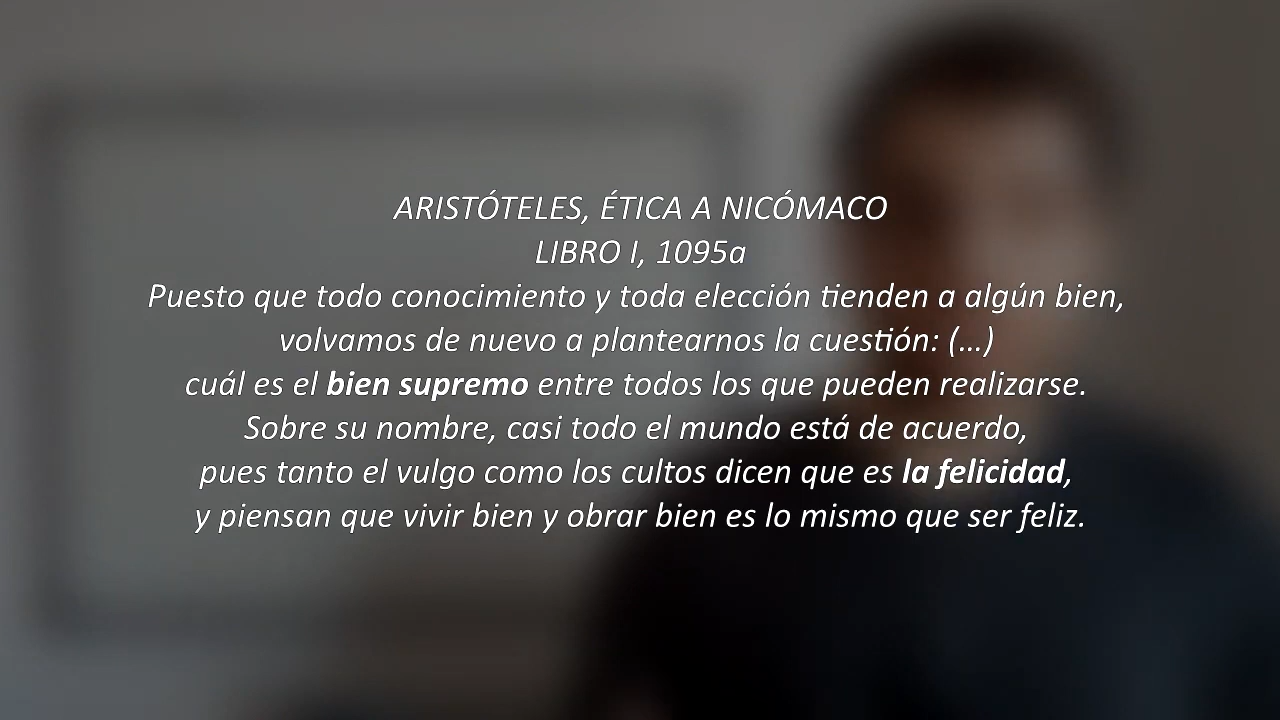 ARISTÓTELES, ÉTICA A NICÓMACO
LIBRO I, 1095a
Puesto que todo conocimiento y toda elección tienden a algún bien,
volvamos de nuevo a plantearnos la cuestión: (...)
cuál es el bien supremo entre todos los que pueden realizarse.
Sobre su nombre, casi todo el mundo está de acuerdo,
pues tanto el vulgo como los cultos dicen que es la felicidad,
y piensan que vivir bien y obrar bien es lo mismo que ser feliz.